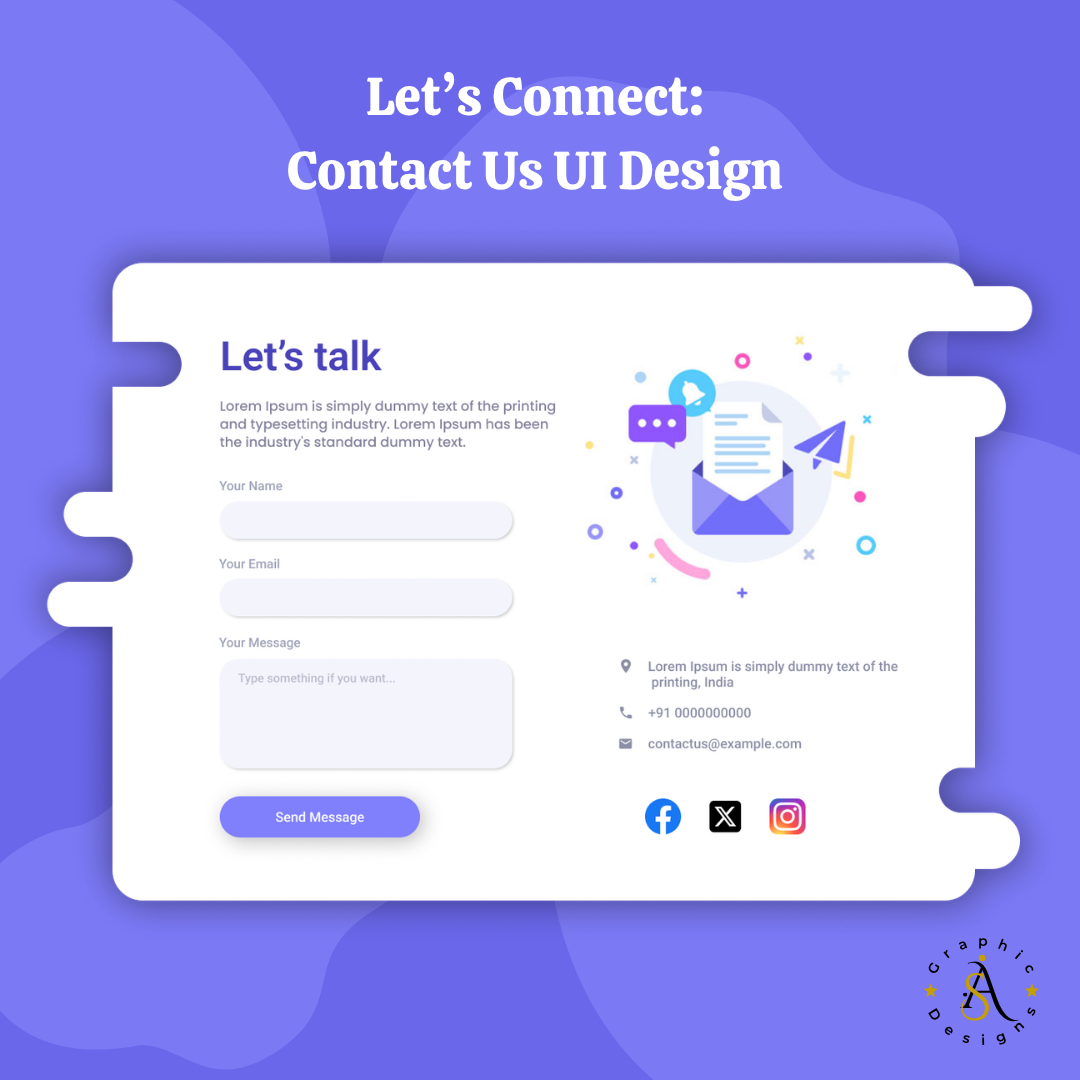 Let’s Connect:
Contact Us UI Design
Let’s talk
Lorem Ipsum is simply dummy text of the printing
and typesetting industry. Lorem Ipsum has been
the industry's standard dummy text.
Your Name
Your Email
Your Message
Type something if you want...
Send Message
Lorem Ipsum is simply dummy text of the
printing, India
+91 0000000000
contactus@example.com
Graphic
SA
Designs